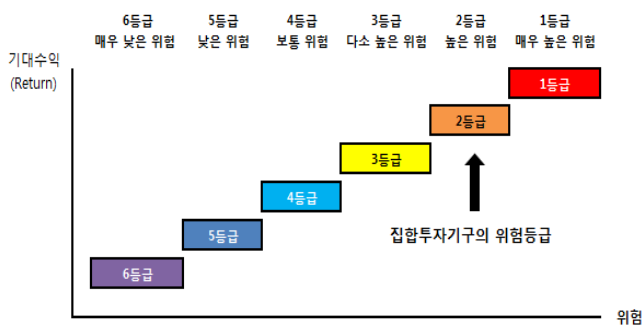 6등급 5등급 4등급 3등급 2등급 1등급
매우 낮은 위험 낮은 위험 보통 위험 다소 높은 위험 높은 위험 매우 높은 위험
기대수익
(Return)
1등급
2등급
3등급
4등급
집합투자기구의 위험등급
5등급
6등급
위험